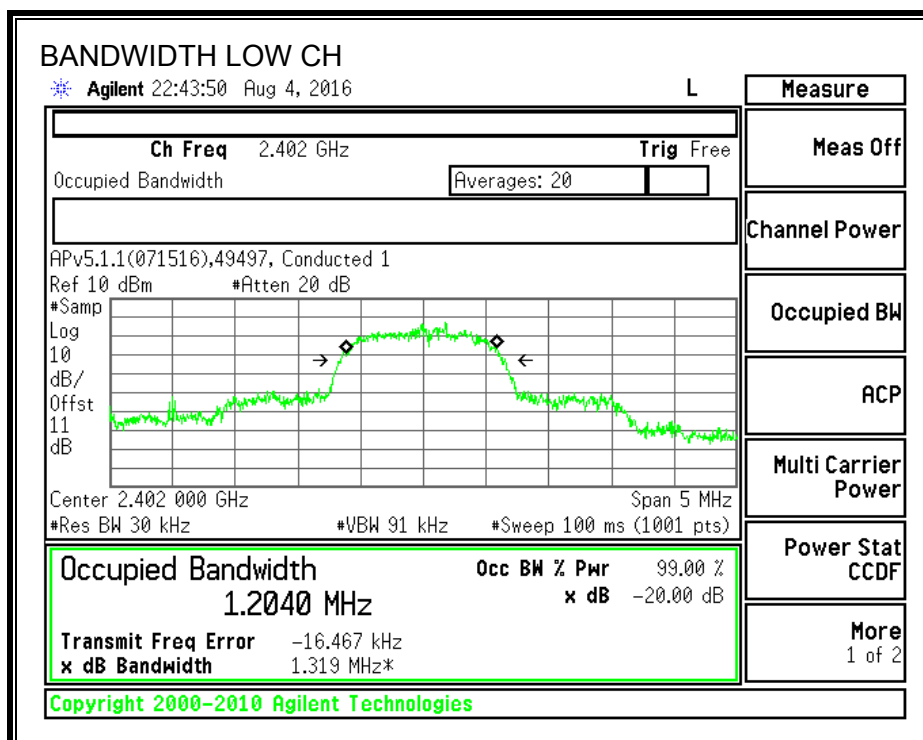 BANDWIDTH LOW CH
Agilent 22:43:50 Aug 4, 2016 L
Measure
Ch Freq 2.402 GHz Trig Free
Meas Off
Occupied Bandwidth Averages: 20
Channel Power
APv5.1.1(071516),49497, Conducted 1
Ref 10 dBm #Atten 20 dB
#Samp
Log
10
dB/
Offst
11
dB
Occupied BW
ACP
Multi Carrier
Power
Center 2.402 000 GHz Span 5 MHz
#Res BW 30 kHz #VBW 91 kHz #Sweep 100 ms (1001 pts)
Power Stat
CCDF
Occupied Bandwidth Occ BW % Pwr 99.00 %
1.2040 MHz x dB -20.00 dB
Transmit Freq Error -16.467 kHz
x dB Bandwidth 1.319 MHz*
More
1 of 2
Copyright 2000-2010 Agilent Technologies